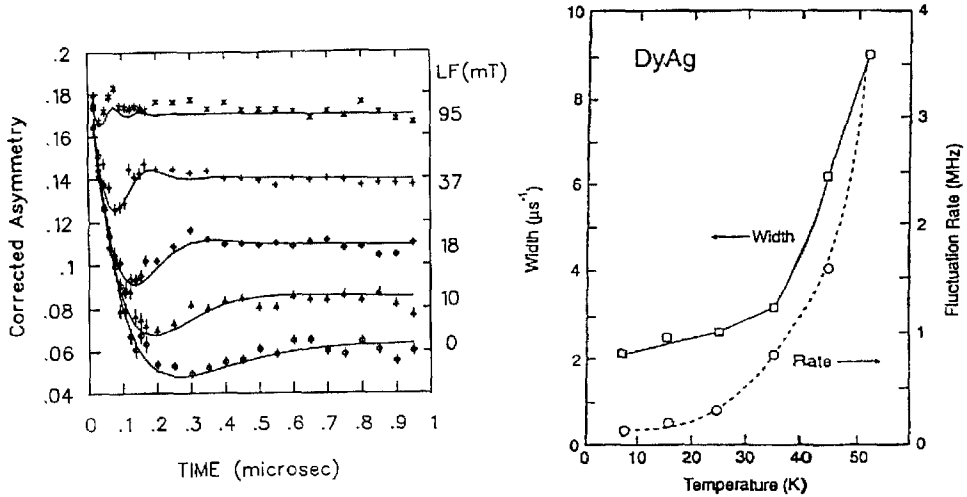 LF(mT)
.2
.18
.16
.14
.12
.1
.08
.06
.04
95
37
18
10
0
Corrected Asymmetry
0 .1 .2 .3 .4 .5 .6 .7 .8 .9 1
TIME (microsec)
DyAg
10
8
6
4
2
0
Width (μs⁻¹)
Width
Rate
4
3
2
1
0
Fluctuation Rate (MHz)
10 20 30 40 50
Temperature (K)